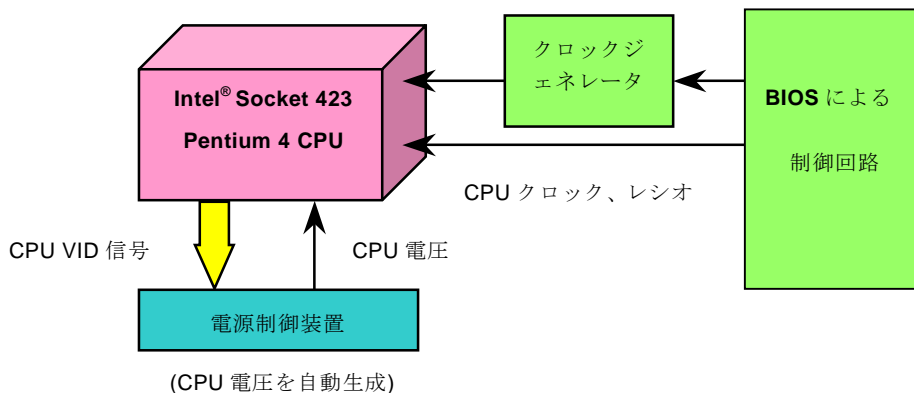 クロックジ
ェネレータ
Intel® Socket 423
Pentium 4 CPU
BIOS による
制御回路
CPU クロック、レシオ
CPU VID 信号
CPU 電圧
電源制御装置
(CPU 電圧を自動生成)